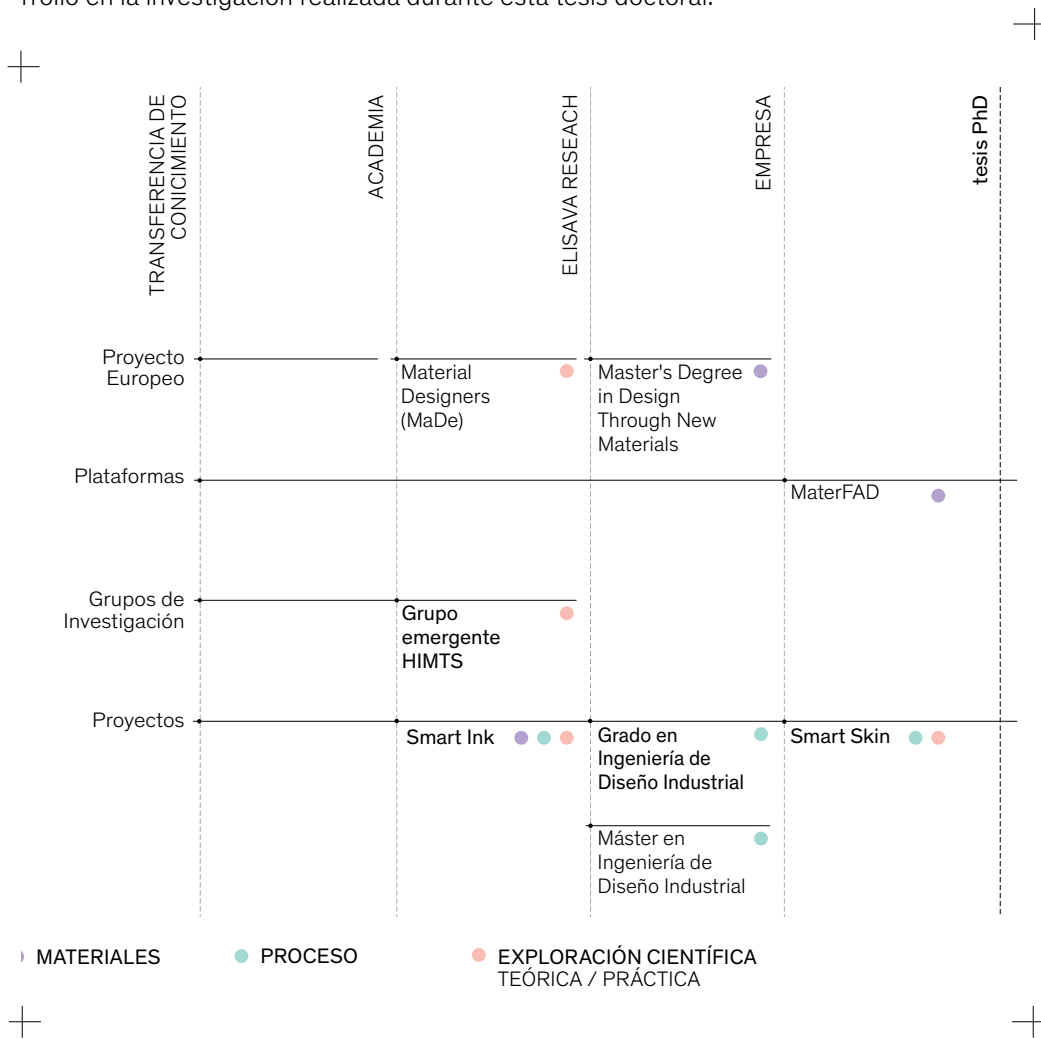 trollo en la investigación realizada durante esta tesis doctoral.
TRANSFERENCIA DE
CONICIMIENTO
ACADEMIA
ELISAVA RESEACH
EMPRESA
tesis PhD
Proyecto
Europeo
Material
Designers
(MaDe)
Master's Degree
in Design
Through New
Materials
Plataformas
MaterFAD
Grupos de
Investigación
Grupo
emergente
HIMTS
Proyectos
Smart Ink
Grado en
Ingeniería de
Diseño Industrial
Smart Skin
Máster en
Ingeniería de
Diseño Industrial
MATERIALES
PROCESO
EXPLORACIÓN CIENTÍFICA
TEÓRICA / PRÁCTICA